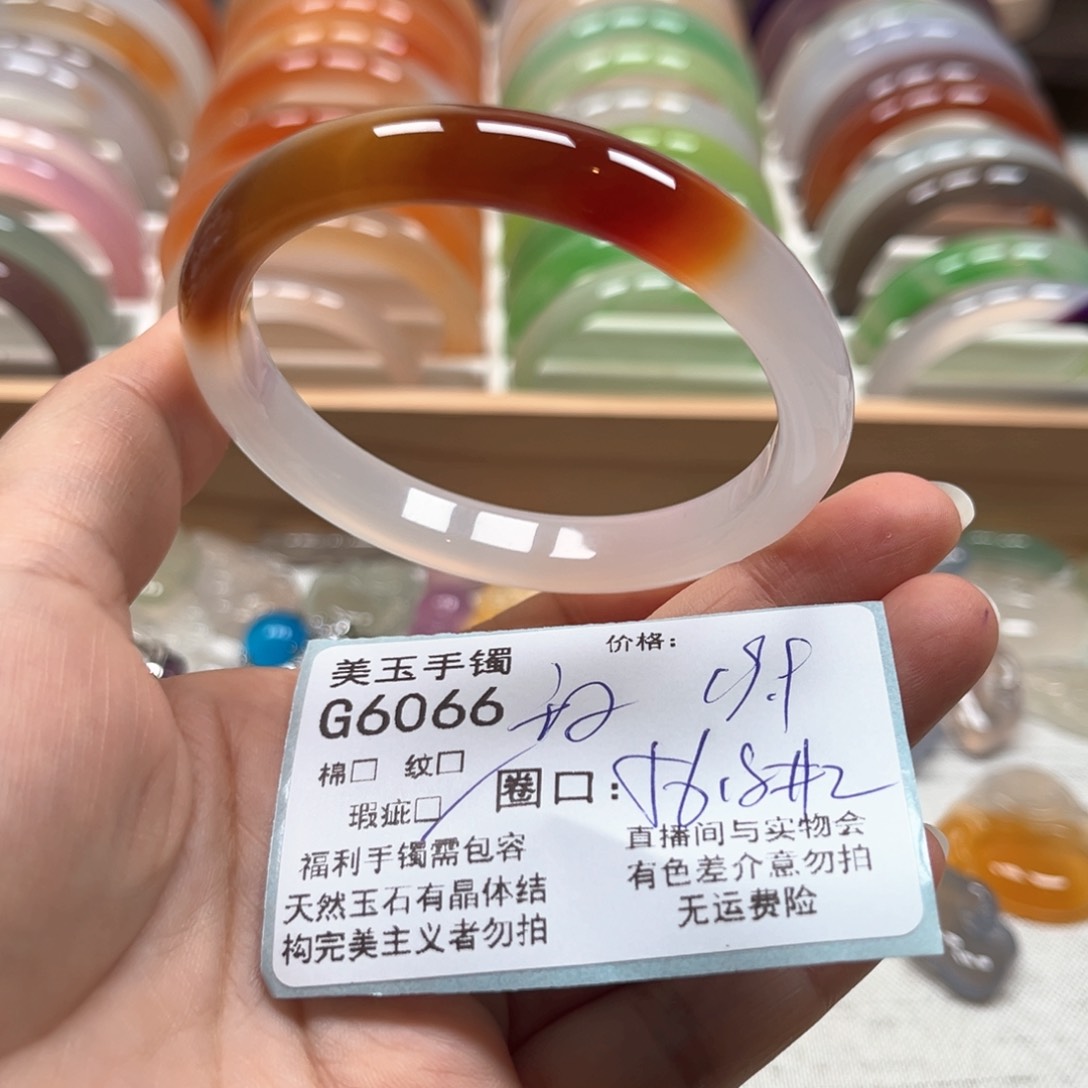 美玉手镯
价格:
G6066
棉□ 纹□
瑕疵□
圈口:
福利手镯需包容
天然玉石有晶体结
构完美主义者勿拍
直播间与实物会
有色差介意勿拍
无运费险